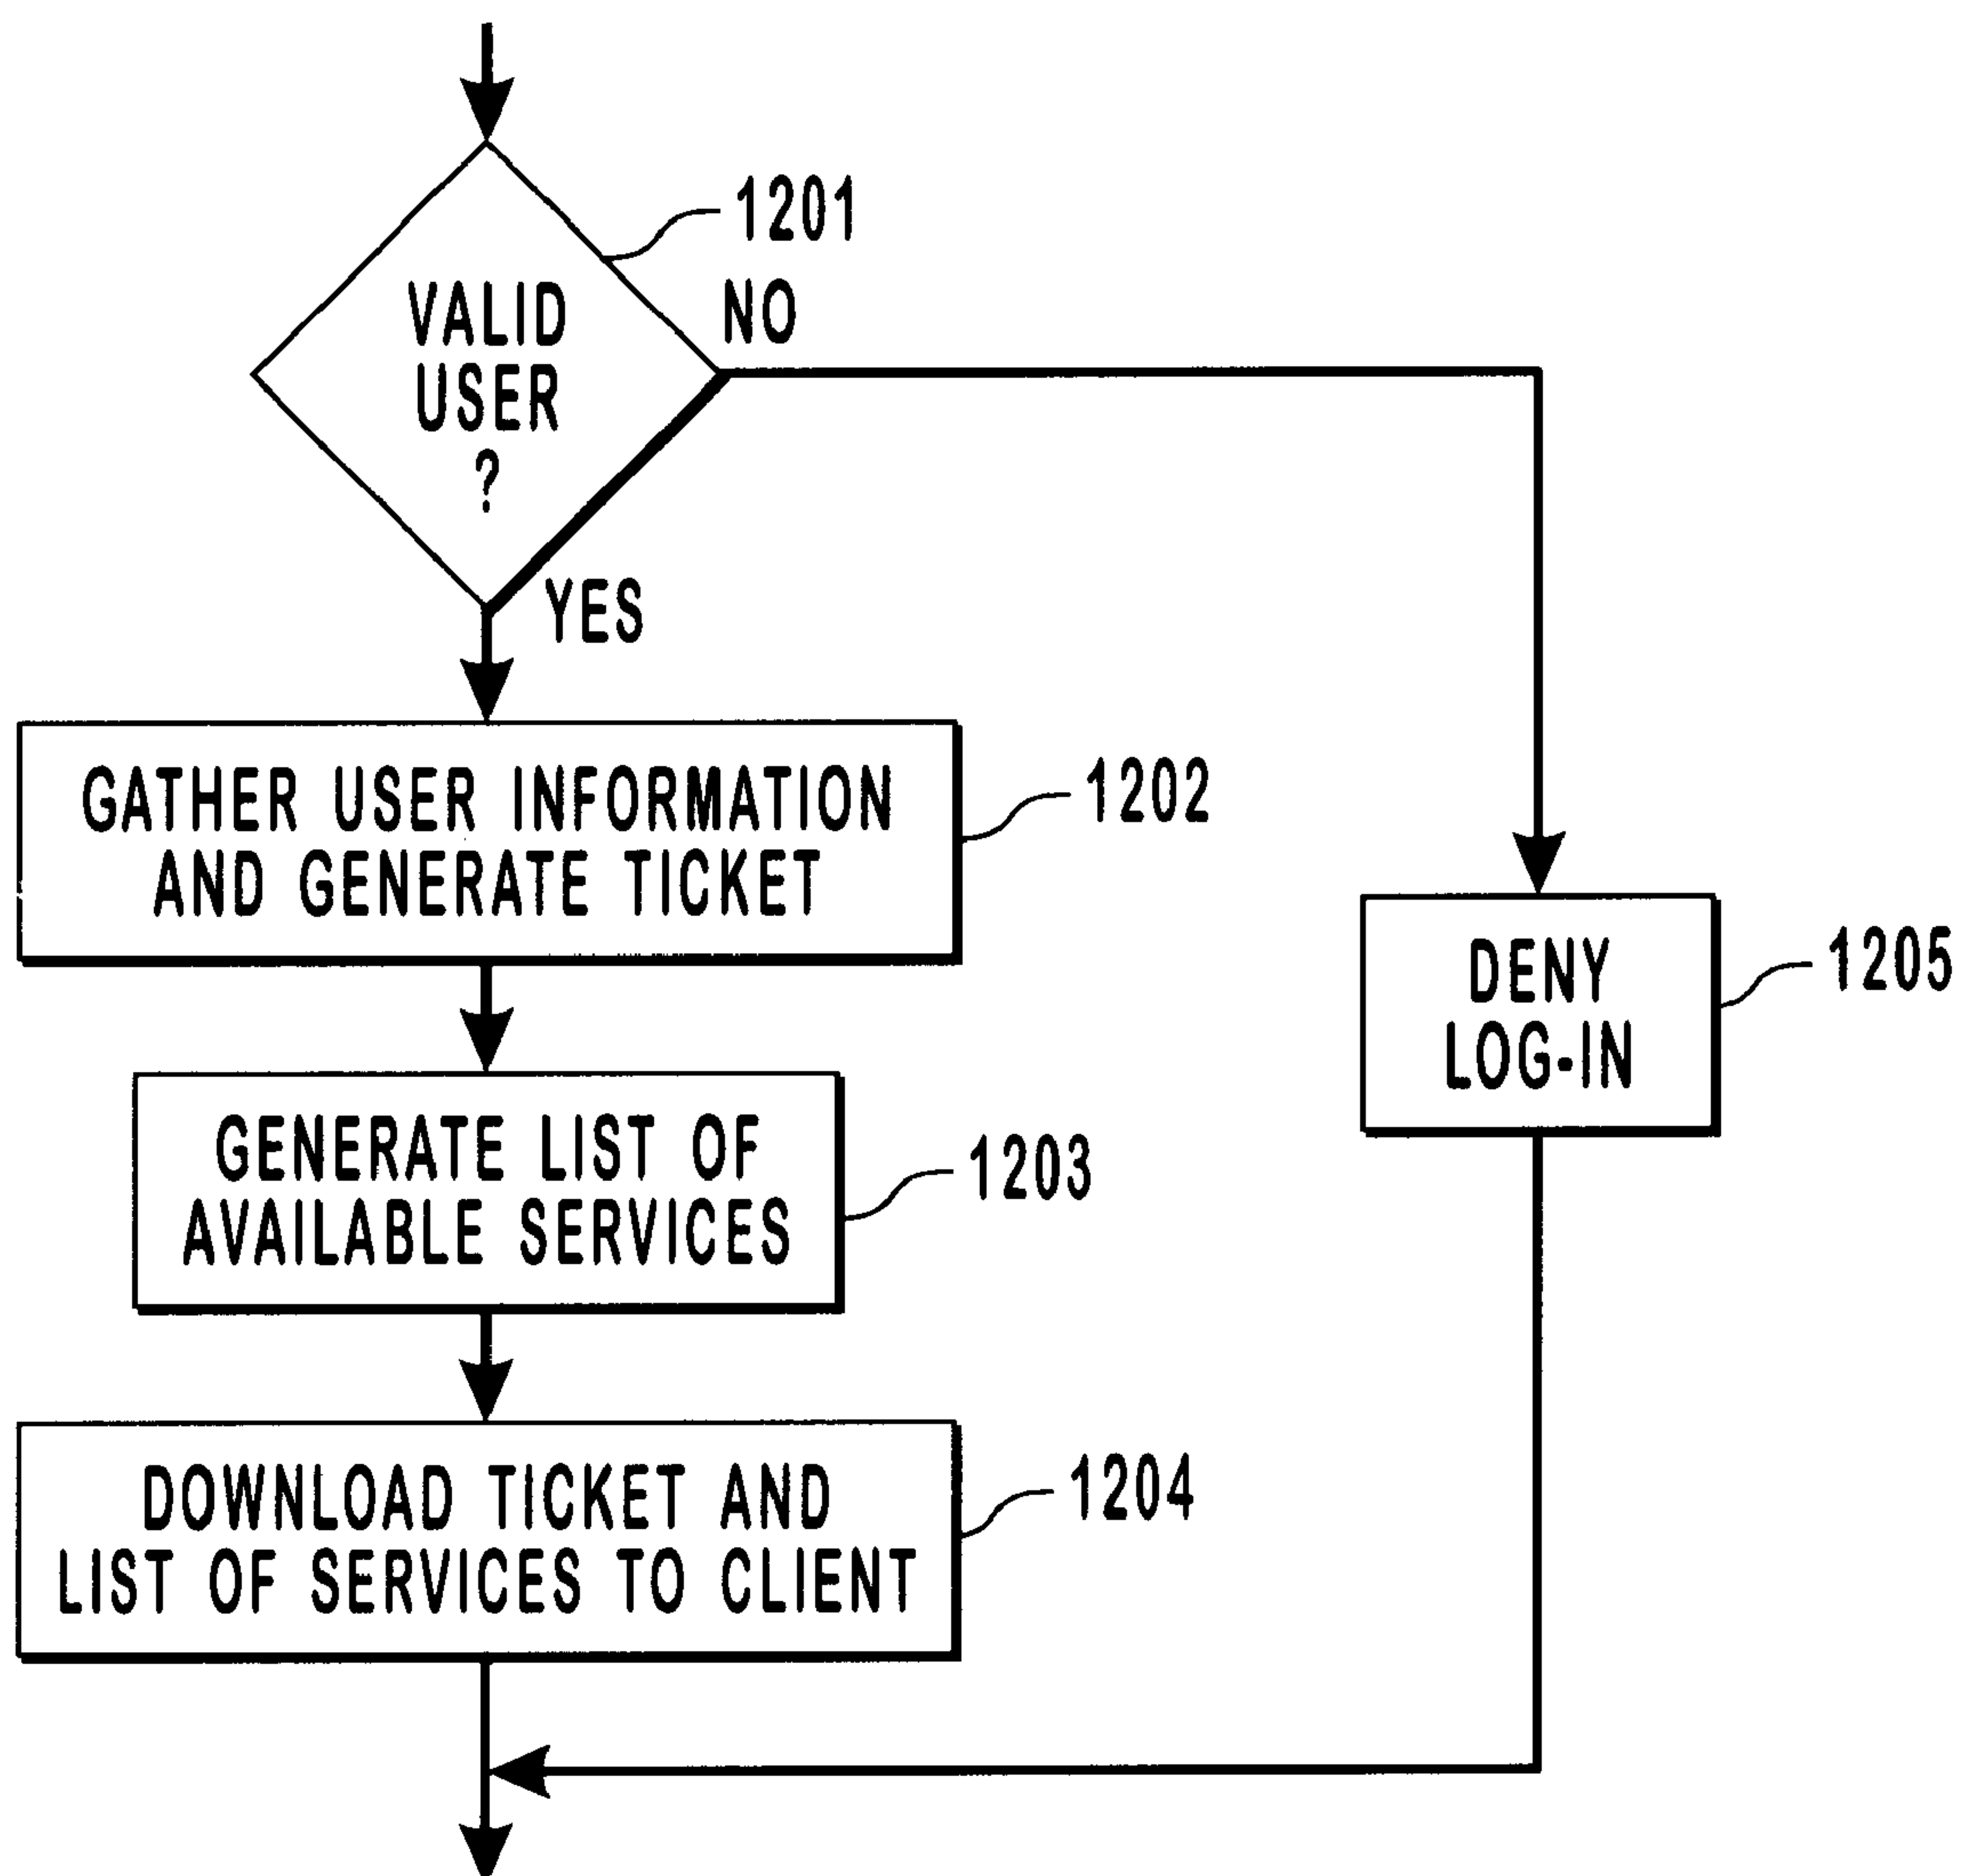 1201
VALID
USER
?
NO
YES
GATHER USER INFORMATION
AND GENERATE TICKET
1202
DENY
LOG-IN
1205
GENERATE LIST OF
AVAILABLE SERVICES
1203
DOWNLOAD TICKET AND
LIST OF SERVICES TO CLIENT
1204